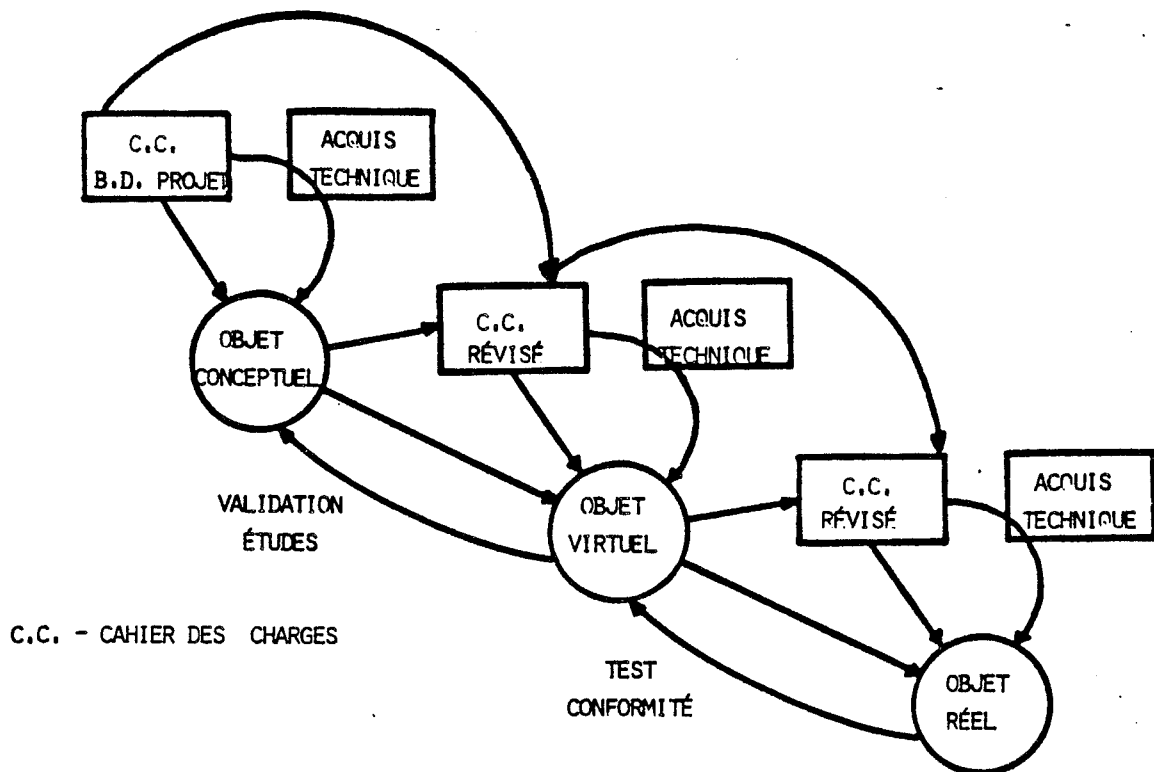 C.C.
B.D. PROJET
ACQUIS
TECHNIQUE
OBJET
CONCEPTUEL
C.C.
RÉVISÉ
ACQUIS
TECHNIQUE
VALIDATION
ÉTUDES
OBJET
VIRTUEL
C.C.
RÉVISÉ
ACQUIS
TECHNIQUE
C.C. - CAHIER DES CHARGES
TEST
CONFORMITÉ
OBJET
RÉEL